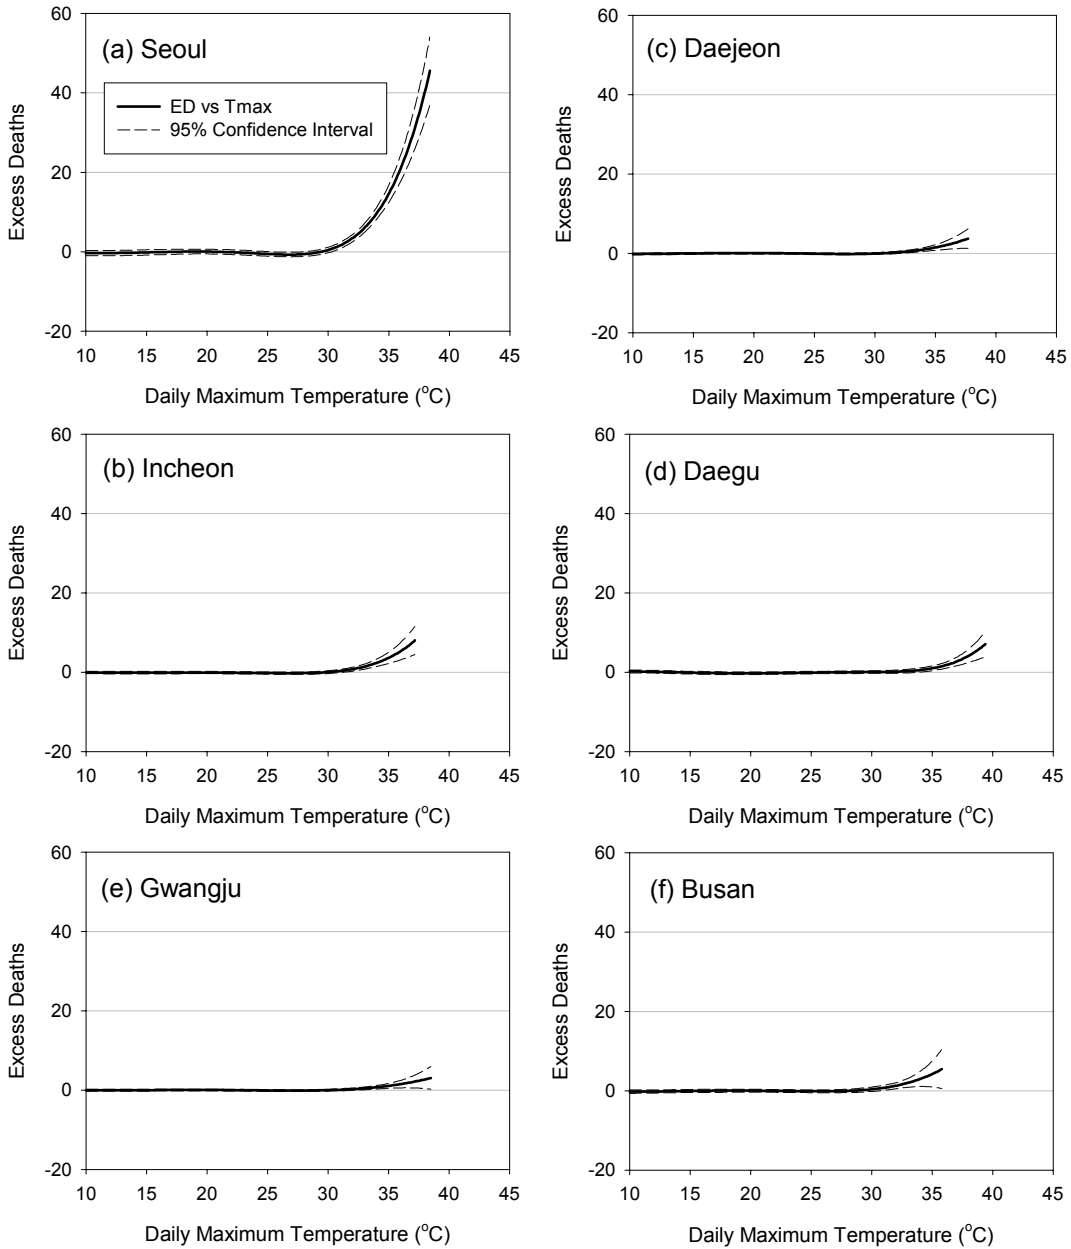 (a) Seoul
ED vs Tmax
95% Confidence Interval
60
40
20
0
-20
10 15 20 25 30 35 40 45
Excess Deaths
Daily Maximum Temperature (°C)
(c) Daejeon
60
40
20
0
-20
10 15 20 25 30 35 40 45
Excess Deaths
Daily Maximum Temperature (°C)
(b) Incheon
60
40
20
0
-20
10 15 20 25 30 35 40 45
Excess Deaths
Daily Maximum Temperature (°C)
(d) Daegu
60
40
20
0
-20
10 15 20 25 30 35 40 45
Excess Deaths
Daily Maximum Temperature (°C)
(e) Gwangju
60
40
20
0
-20
10 15 20 25 30 35 40 45
Excess Deaths
Daily Maximum Temperature (°C)
(f) Busan
60
40
20
0
-20
10 15 20 25 30 35 40 45
Excess Deaths
Daily Maximum Temperature (°C)